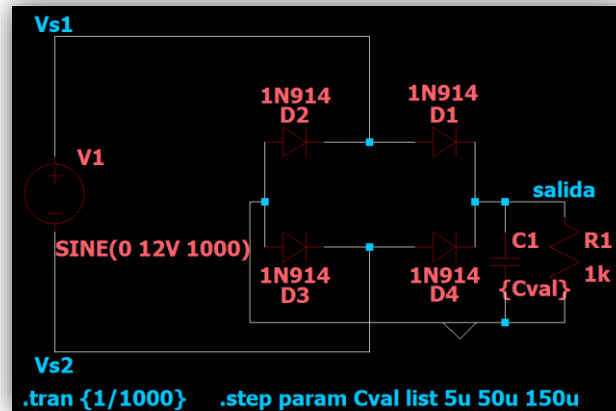 Vs1
1N914
D2
1N914
D1
V1
salida
SINE(0 12V 1000)
C1
R1
1N914
D3
1N914
D4
{Cval}
1k
Vs2
.tran {1/1000}
.step param Cval list 5u 50u 150u